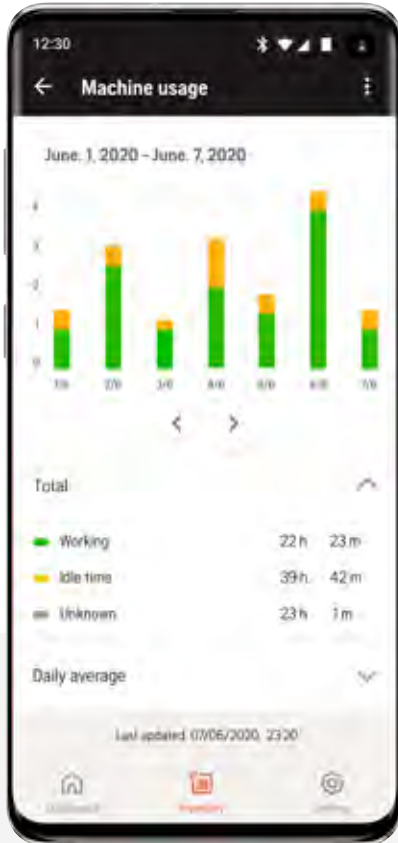 12:30
Machine usage
June. 1, 2020 – June. 7, 2020
4
3
2
1
0
1/6 2/6 3/6 4/6 5/6 6/6 7/6
Total
Working 22 h 23 m
Idle time 39 h 42 m
Unknown 23 h 1 m
Daily average
Last updated 07/06/2020, 23:20